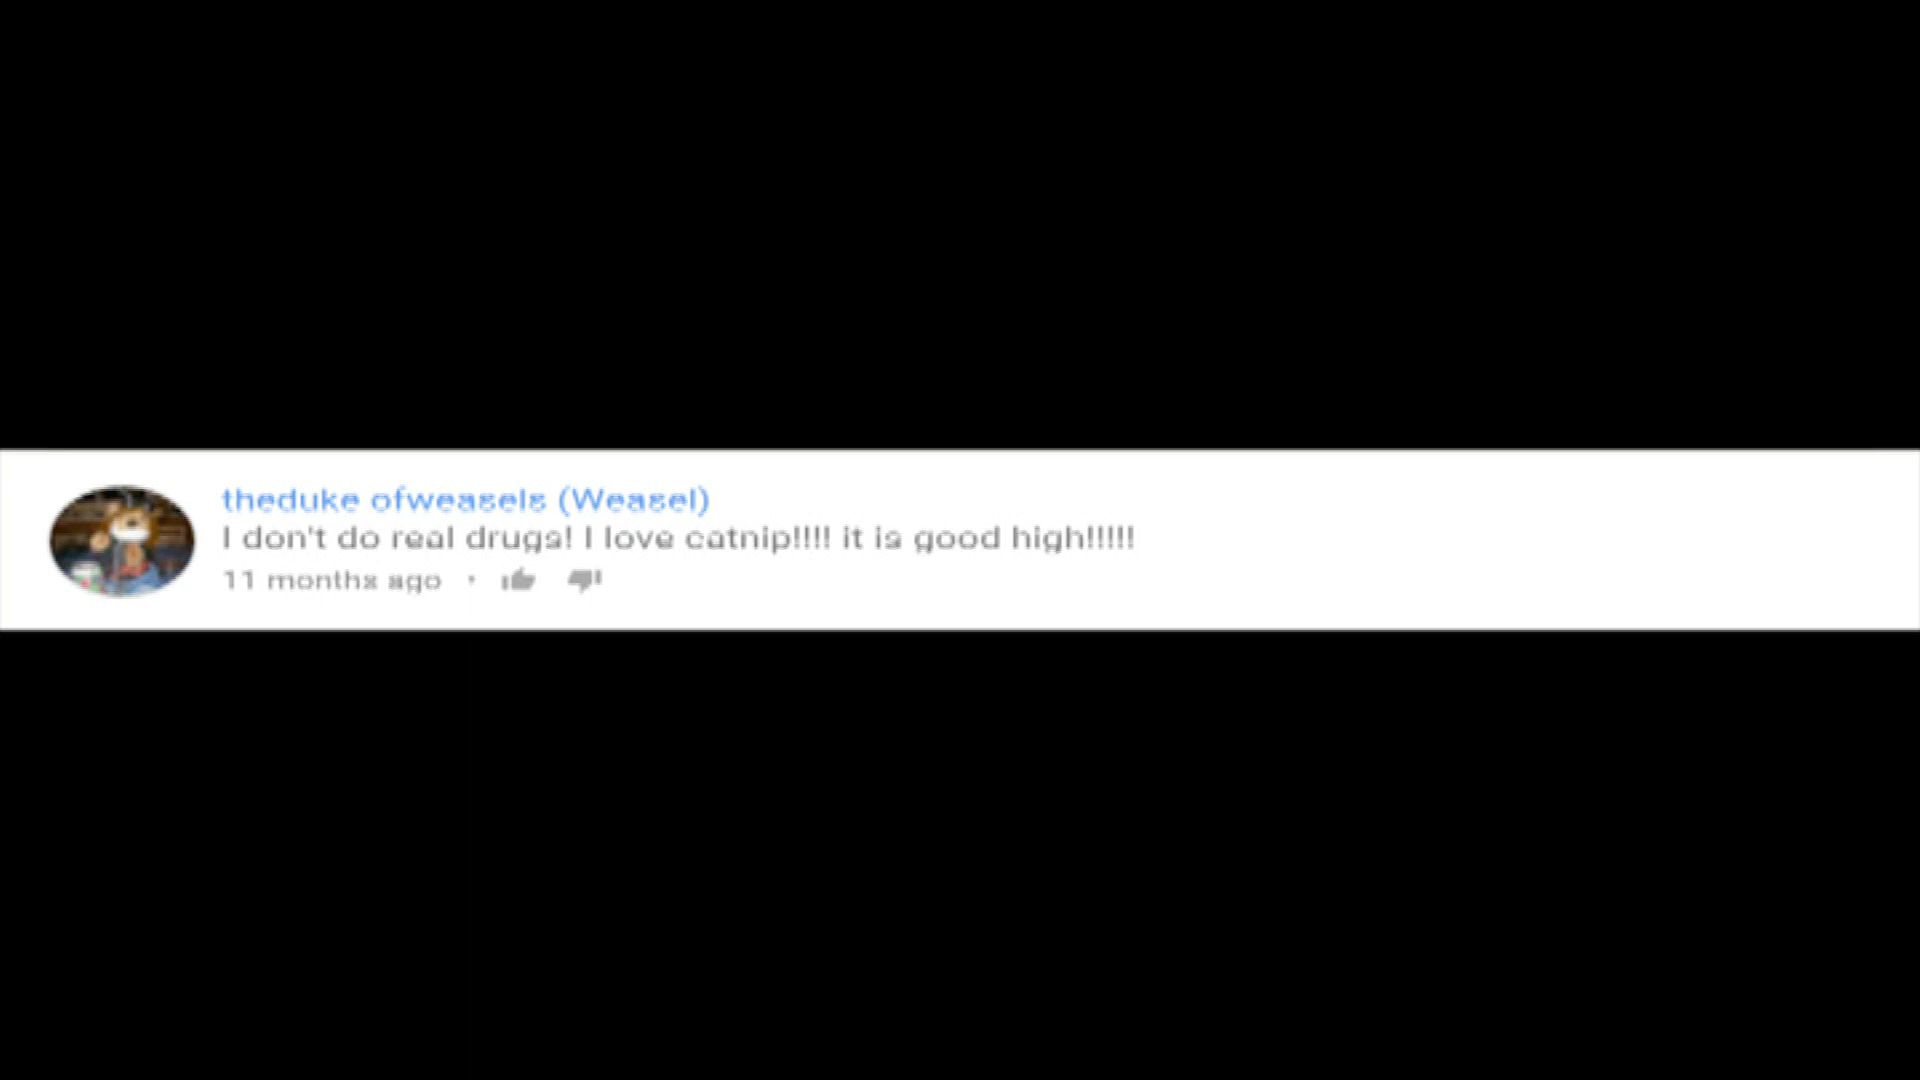 theduke ofweasels (Weasel)
I don't do real drugs! I love catnip!!!! it is good high!!!!!
11 months ago •